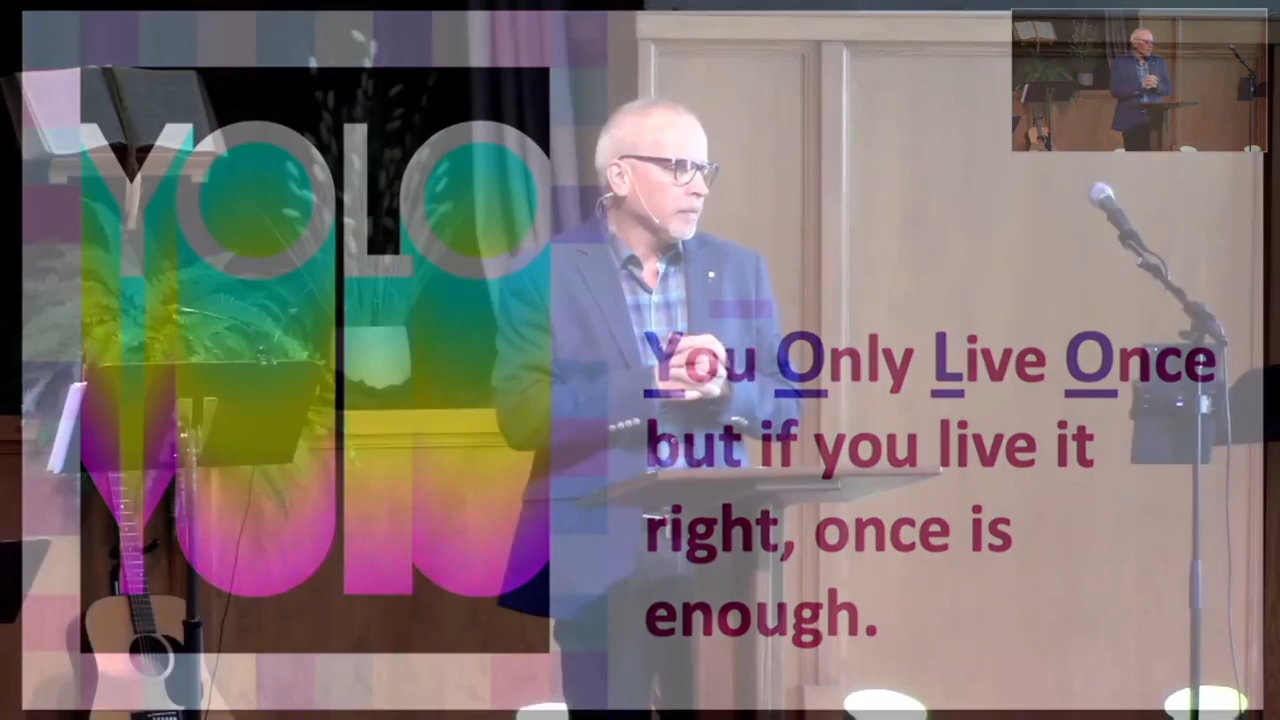 YOLO
You Only Live Once
but if you live it
right, once is
enough.